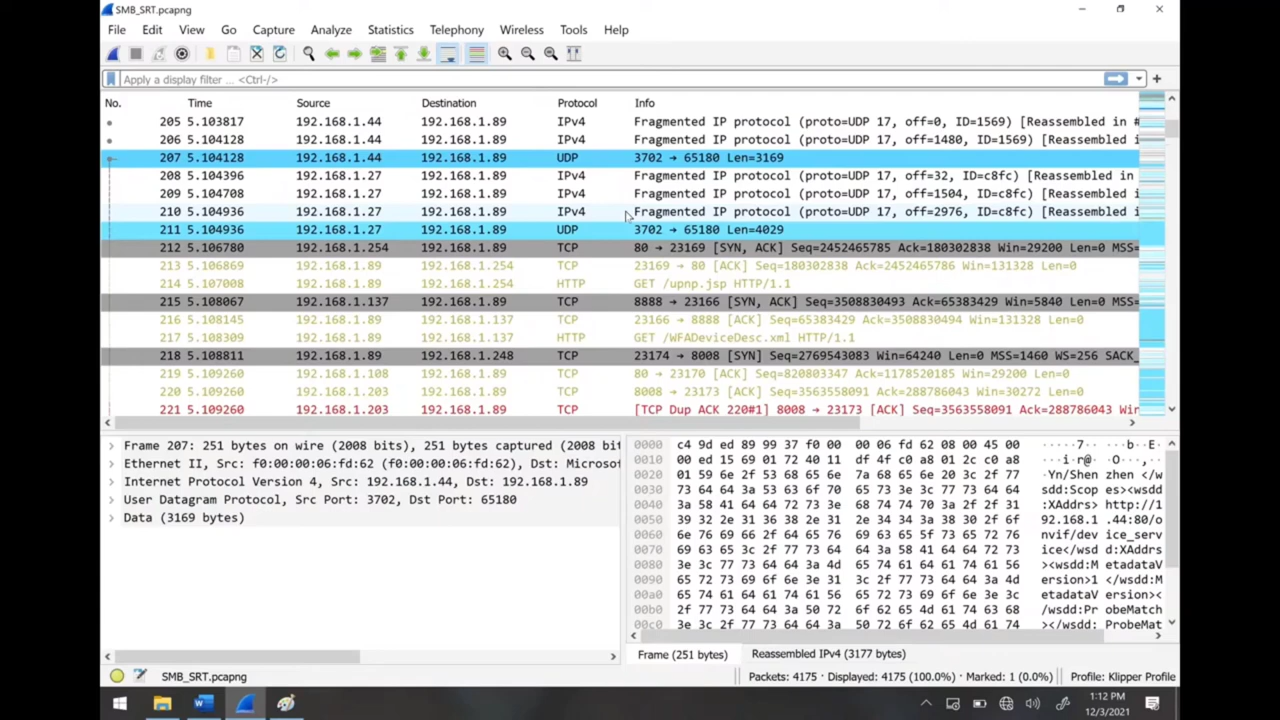 SMB_SRT.pcapng
File Edit View Go Capture Analyze Statistics Telephony Wireless Tools Help
Apply a display filter ... <Ctrl-/>
No. Time Source Destination Protocol Info
205 5.103817 192.168.1.44 192.168.1.89 IPv4 Fragmented IP protocol (proto=UDP 17, off=0, ID=1569) [Reassembled in #
206 5.104128 192.168.1.44 192.168.1.89 IPv4 Fragmented IP protocol (proto=UDP 17, off=1480, ID=1569) [Reassembled i
207 5.104128 192.168.1.44 192.168.1.89 UDP 3702 → 65180 Len=3169
208 5.104396 192.168.1.27 192.168.1.89 IPv4 Fragmented IP protocol (proto=UDP 17, off=32, ID=c8fc) [Reassembled in
209 5.104708 192.168.1.27 192.168.1.89 IPv4 Fragmented IP protocol (proto=UDP 17, off=1504, ID=c8fc) [Reassembled i
210 5.104936 192.168.1.27 192.168.1.89 IPv4 Fragmented IP protocol (proto=UDP 17, off=2976, ID=c8fc) [Reassembled i
211 5.104936 192.168.1.27 192.168.1.89 UDP 3702 → 65180 Len=4029
212 5.106780 192.168.1.254 192.168.1.89 TCP 80 → 23169 [SYN, ACK] Seq=2452465785 Ack=180302838 Win=29200 Len=0 MSS=
213 5.106869 192.168.1.89 192.168.1.254 TCP 23169 → 80 [ACK] Seq=180302838 Ack=2452465786 Win=131328 Len=0
214 5.107008 192.168.1.89 192.168.1.254 HTTP GET /upnp.jsp HTTP/1.1
215 5.108067 192.168.1.137 192.168.1.89 TCP 8888 → 23166 [SYN, ACK] Seq=3508830493 Ack=65383429 Win=5840 Len=0 MSS=
216 5.108145 192.168.1.89 192.168.1.137 TCP 23166 → 8888 [ACK] Seq=65383429 Ack=3508830494 Win=131328 Len=0
217 5.108309 192.168.1.89 192.168.1.137 HTTP GET /WFADeviceDesc.xml HTTP/1.1
218 5.108811 192.168.1.89 192.168.1.248 TCP 23174 → 8008 [SYN] Seq=2769543083 Win=64240 Len=0 MSS=1460 WS=256 SACK_
219 5.109260 192.168.1.108 192.168.1.89 TCP 80 → 23170 [ACK] Seq=820803347 Ack=1178520185 Win=29200 Len=0
220 5.109260 192.168.1.203 192.168.1.89 TCP 8008 → 23173 [ACK] Seq=3563558091 Ack=288786043 Win=30272 Len=0
221 5.109260 192.168.1.203 192.168.1.89 TCP [TCP Dup ACK 220#1] 8008 → 23173 [ACK] Seq=3563558091 Ack=288786043 Win
Frame 207: 251 bytes on wire (2008 bits), 251 bytes captured (2008 bit
Ethernet II, Src: f0:00:00:06:fd:62 (f0:00:00:06:fd:62), Dst: Microsof
Internet Protocol Version 4, Src: 192.168.1.44, Dst: 192.168.1.89
User Datagram Protocol, Src Port: 3702, Dst Port: 65180
Data (3169 bytes)
0000 c4 9d ed 89 99 37 f0 00 00 06 fd 62 08 00 45 00 ·····7·· ···b··E·
0010 00 ed 15 69 01 72 40 11 df 4f c0 a8 01 2c c0 a8 ···i·r@· ·O···,··
0020 01 59 6e 2f 53 68 65 6e 7a 68 65 6e 20 3c 2f 77 ·Yn/Shen zhen </w
0030 73 64 64 3a 53 63 6f 70 65 73 3e 3c 77 73 64 64 sdd:Scop es><wsdd
0040 3a 58 41 64 64 72 73 3e 68 74 74 70 3a 2f 2f 31 :XAddrs> http://1
0050 39 32 2e 31 36 38 2e 31 2e 34 34 3a 38 30 2f 6f 92.168.1 .44:80/o
0060 6e 76 69 66 2f 64 65 76 69 63 65 5f 73 65 72 76 nvif/dev ice_serv
0070 69 63 65 3c 2f 77 73 64 64 3a 58 41 64 64 72 73 ice</wsd d:XAddrs
0080 3e 3c 77 73 64 64 3a 4d 65 74 61 64 61 74 61 56 ><wsdd:M etadataV
0090 65 72 73 69 6f 6e 3e 31 3c 2f 77 73 64 64 3a 4d ersion>1 </wsdd:M
00a0 65 74 61 64 61 74 61 56 65 72 73 69 6f 6e 3e 3c etadataV ersion><
00b0 2f 77 73 64 64 3a 50 72 6f 62 65 4d 61 74 63 68 /wsdd:Pr obeMatch
00c0 3e 3c 2f 77 73 64 64 3a 50 72 6f 62 65 4d 61 74 ></wsdd: ProbeMat
Frame (251 bytes) Reassembled IPv4 (3177 bytes)
SMB_SRT.pcapng Packets: 4175 · Displayed: 4175 (100.0%) · Marked: 1 (0.0%) Profile: Klipper Profile
1:12 PM
12/3/2021